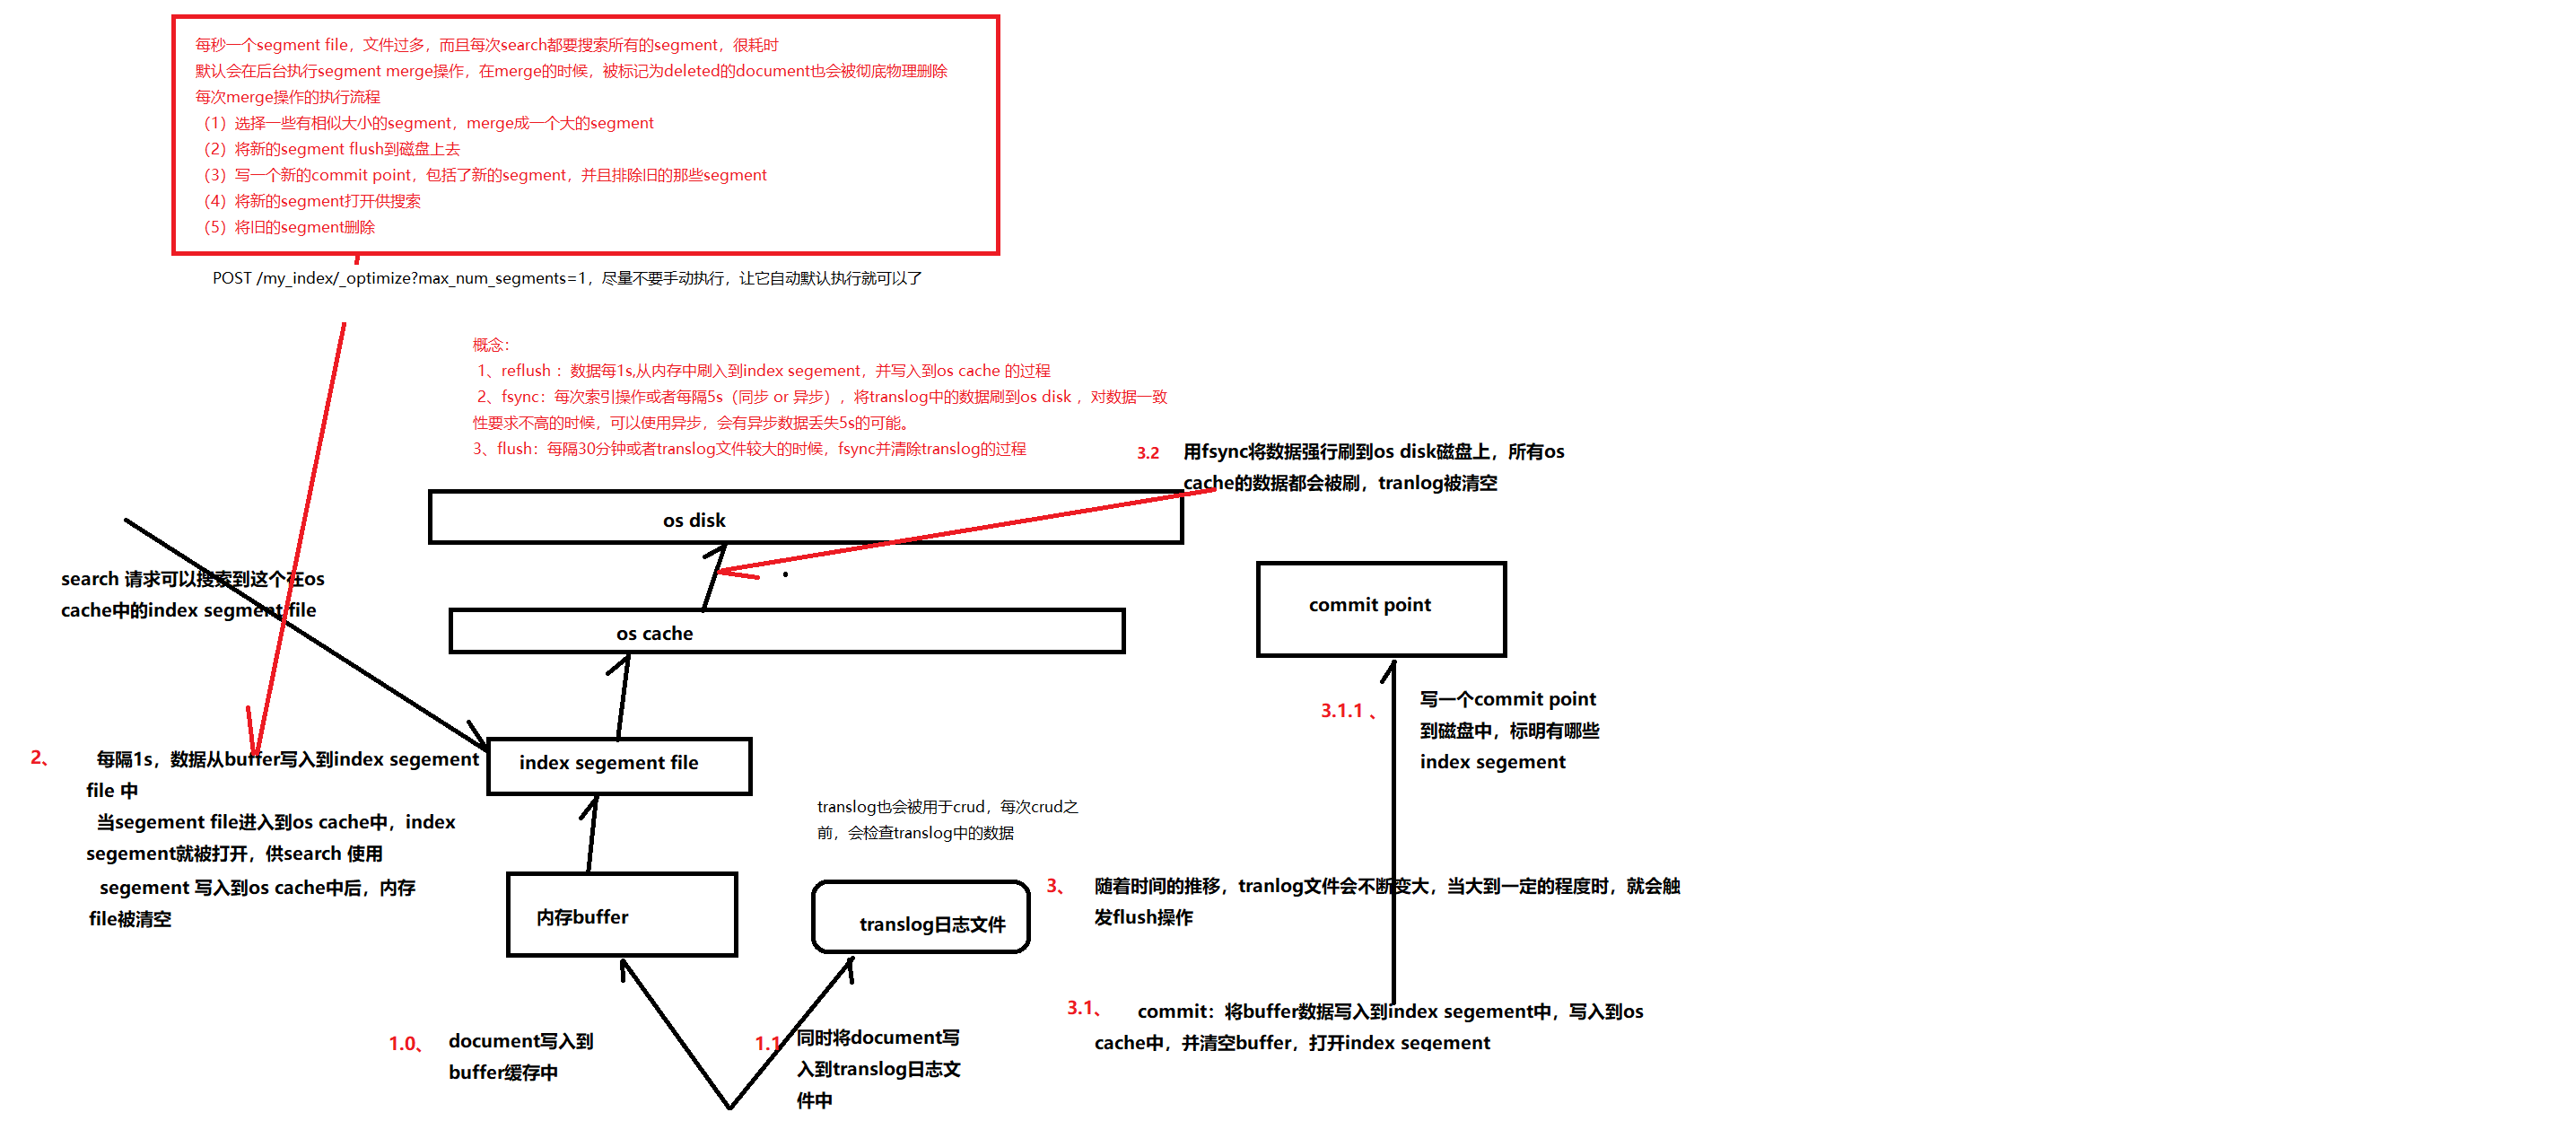 每秒一个segment file，文件过多，而且每次search都要搜索所有的segment，很耗时
默认会在后台执行segment merge操作，在merge的时候，被标记为deleted的document也会被彻底物理删除
每次merge操作的执行流程
（1）选择一些有相似大小的segment，merge成一个大的segment
（2）将新的segment flush到磁盘上去
（3）写一个新的commit point，包括了新的segment，并且排除旧的那些segment
（4）将新的segment打开供搜索
（5）将旧的segment删除
POST /my_index/_optimize?max_num_segments=1，尽量不要手动执行，让它自动默认执行就可以了
概念：
1、reflush ：数据每1s,从内存中刷入到index segement，并写入到os cache 的过程
2、fsync：每次索引操作或者每隔5s（同步 or 异步），将translog中的数据刷到os disk ，对数据一致
性要求不高的时候，可以使用异步，会有异步数据丢失5s的可能。
3、flush：每隔30分钟或者translog文件较大的时候，fsync并清除translog的过程
3.2 用fsync将数据强行刷到os disk磁盘上，所有os
cache的数据都会被刷，tranlog被清空
os disk
search 请求可以搜索到这个在os
cache中的index segment file
os cache
commit point
3.1.1 、 写一个commit point
到磁盘中，标明有哪些
index segement
2、 每隔1s，数据从buffer写入到index segement
file 中
当segement file进入到os cache中，index
segement就被打开，供search 使用
segement 写入到os cache中后，内存
file被清空
index segement file
translog也会被用于crud，每次crud之
前，会检查translog中的数据
内存buffer
translog日志文件
3、 随着时间的推移，tranlog文件会不断变大，当大到一定的程度时，就会触
发flush操作
3.1、 commit：将buffer数据写入到index segement中，写入到os
cache中，并清空buffer，打开index segement
1.0、 document写入到
buffer缓存中
1.1 同时将document写
入到translog日志文
件中